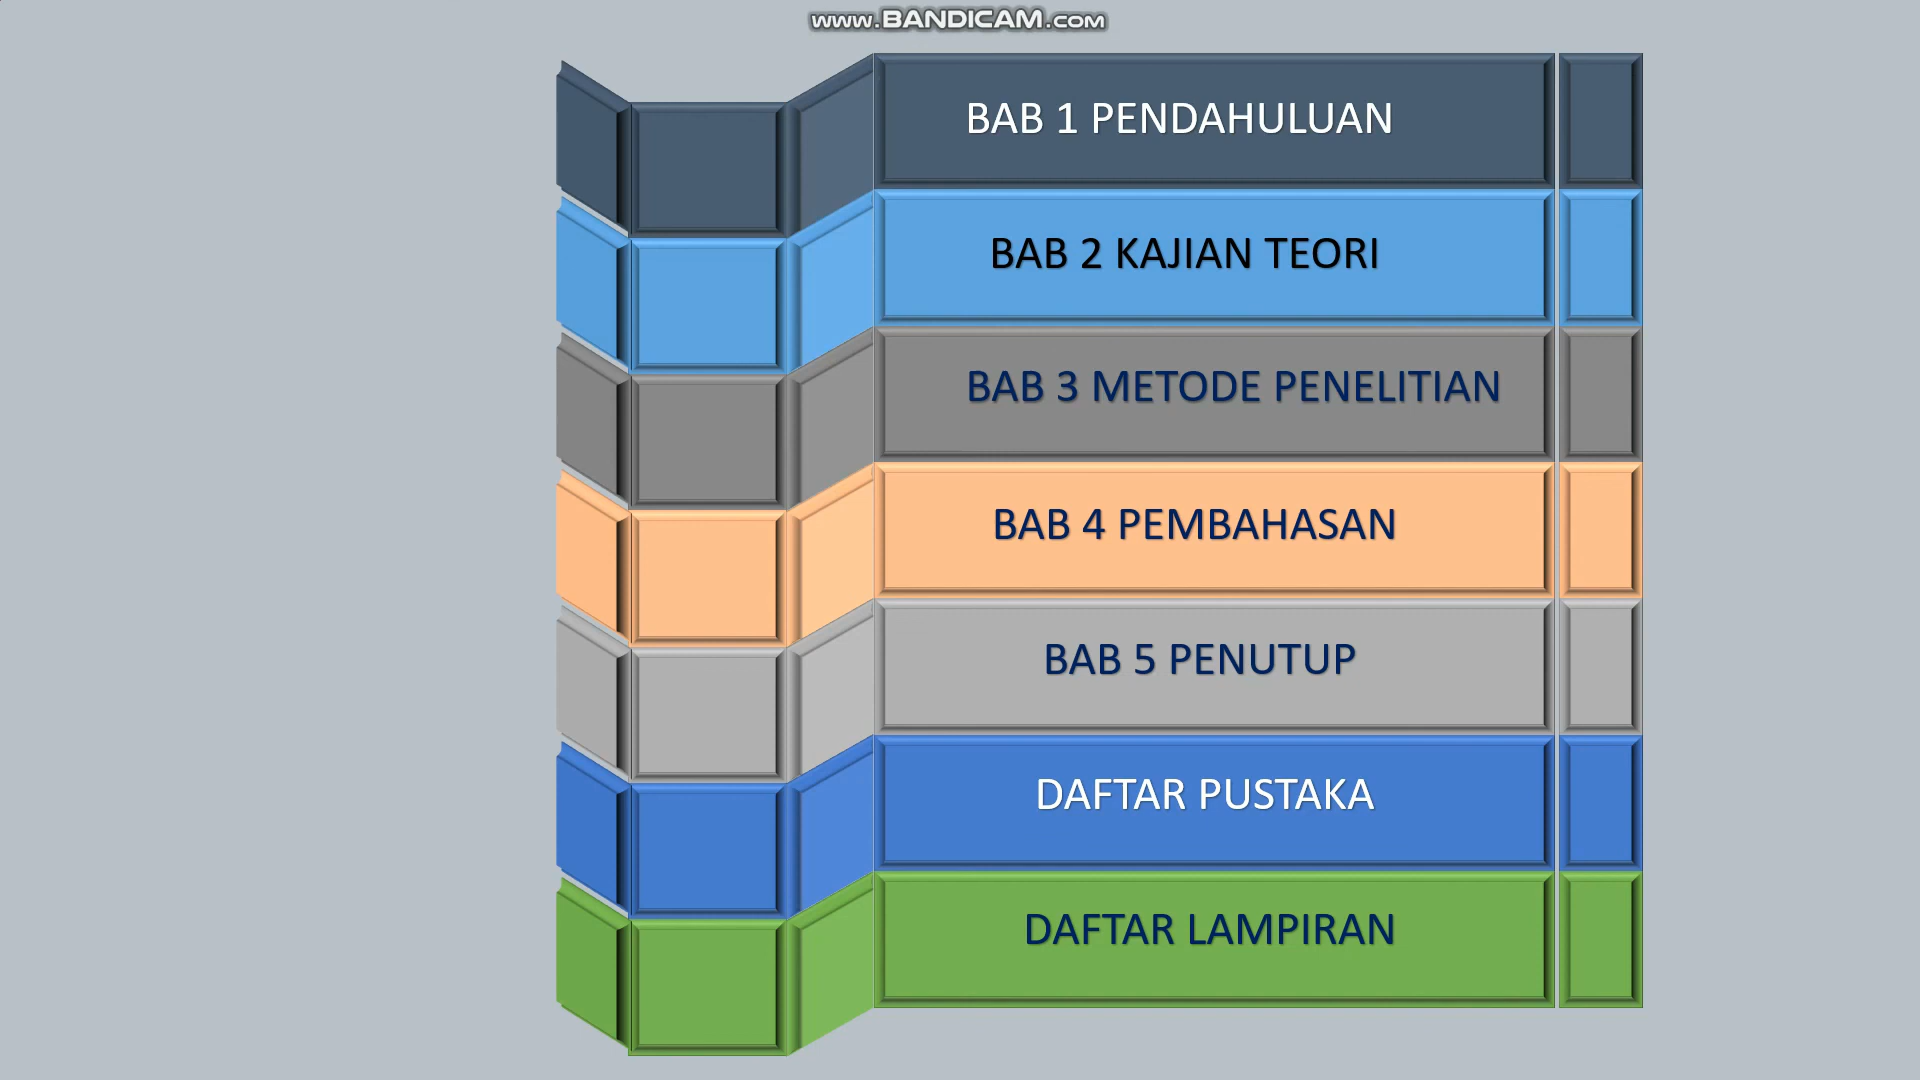 www.BANDICAM.COM
BAB 1 PENDAHULUAN
BAB 2 KAJIAN TEORI
BAB 3 METODE PENELITIAN
BAB 4 PEMBAHASAN
BAB 5 PENUTUP
DAFTAR PUSTAKA
DAFTAR LAMPIRAN